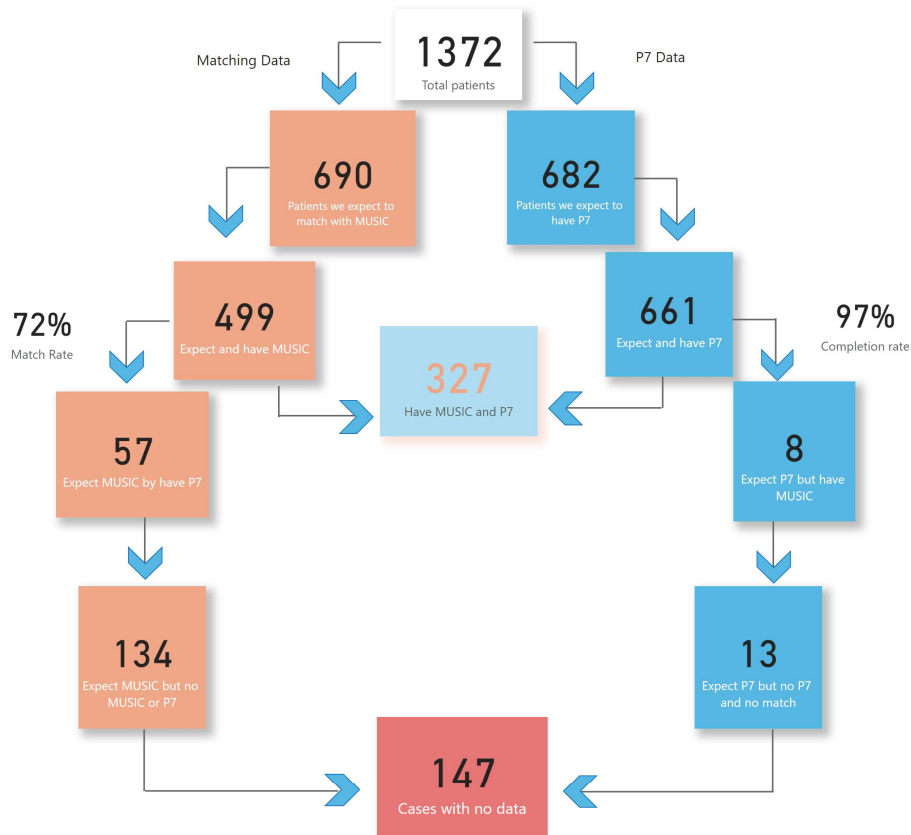 1372
Total patients
Matching Data
P7 Data
690
Patients we expect to
match with MUSIC
682
Patients we expect to
have P7
499
Expect and have MUSIC
661
Expect and have P7
72%
Match Rate
97%
Completion rate
327
Have MUSIC and P7
57
Expect MUSIC by have P7
8
Expect P7 but have
MUSIC
134
Expect MUSIC but no
MUSIC or P7
13
Expect P7 but no P7
and no match
147
Cases with no data